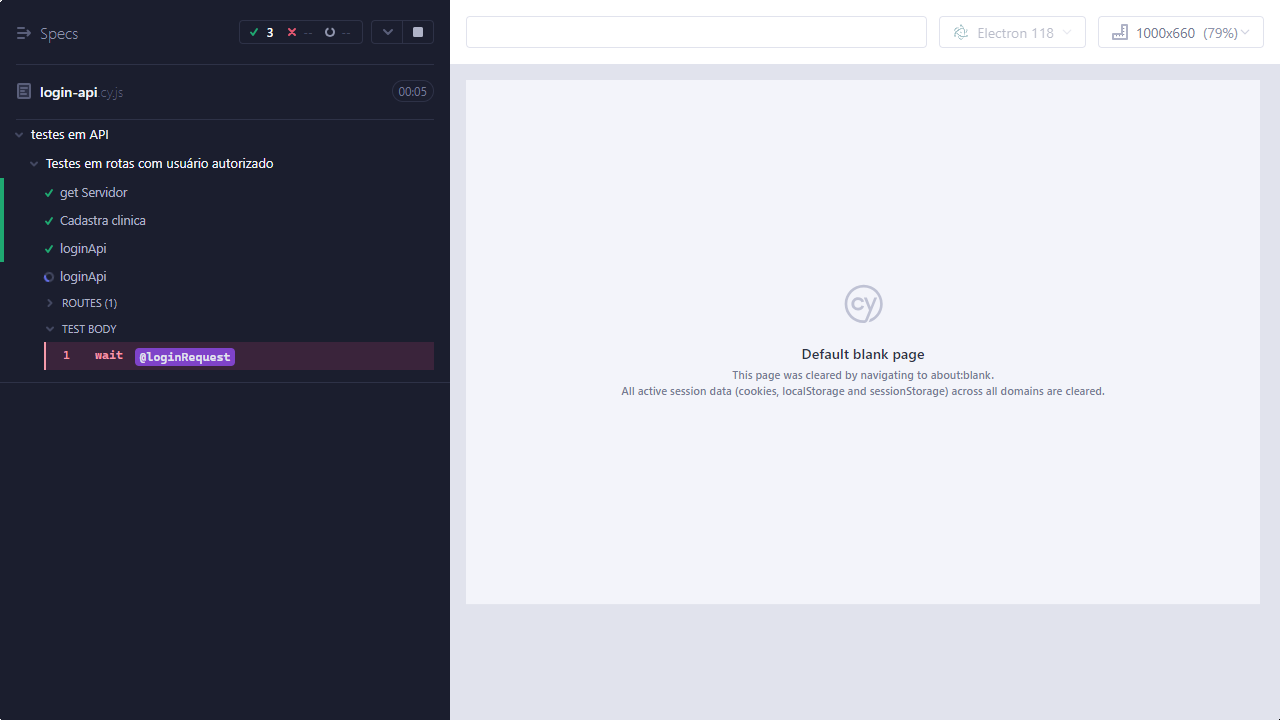 Specs
3 -- --
login-api.cy.js
00:05
testes em API
Testes em rotas com usuário autorizado
get Servidor
Cadastra clinica
loginApi
loginApi
ROUTES (1)
TEST BODY
1 wait @loginRequest
Electron 118
1000x660 (79%)
cy
Default blank page
This page was cleared by navigating to about:blank.
All active session data (cookies, localStorage and sessionStorage) across all domains are cleared.